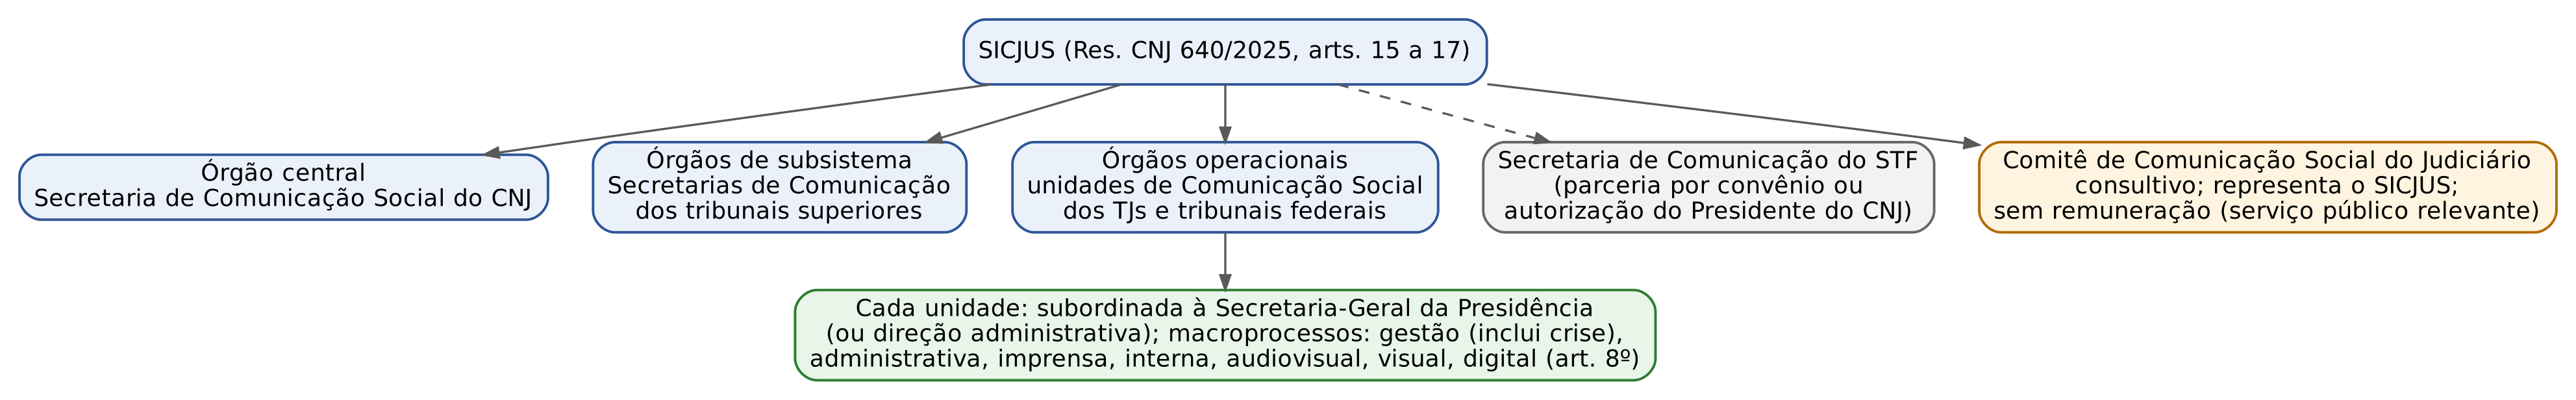 SICJUS (Res. CNJ 640/2025, arts. 15 a 17)
Órgão central
Secretaria de Comunicação Social do CNJ
Órgãos de subsistema
Secretarias de Comunicação
dos tribunais superiores
Órgãos operacionais
unidades de Comunicação Social
dos TJs e tribunais federais
Secretaria de Comunicação do STF
(parceria por convênio ou
autorização do Presidente do CNJ)
Comitê de Comunicação Social do Judiciário
consultivo; representa o SICJUS;
sem remuneração (serviço público relevante)
Cada unidade: subordinada à Secretaria-Geral da Presidência
(ou direção administrativa); macroprocessos: gestão (inclui crise),
administrativa, imprensa, interna, audiovisual, visual, digital (art. 8º)